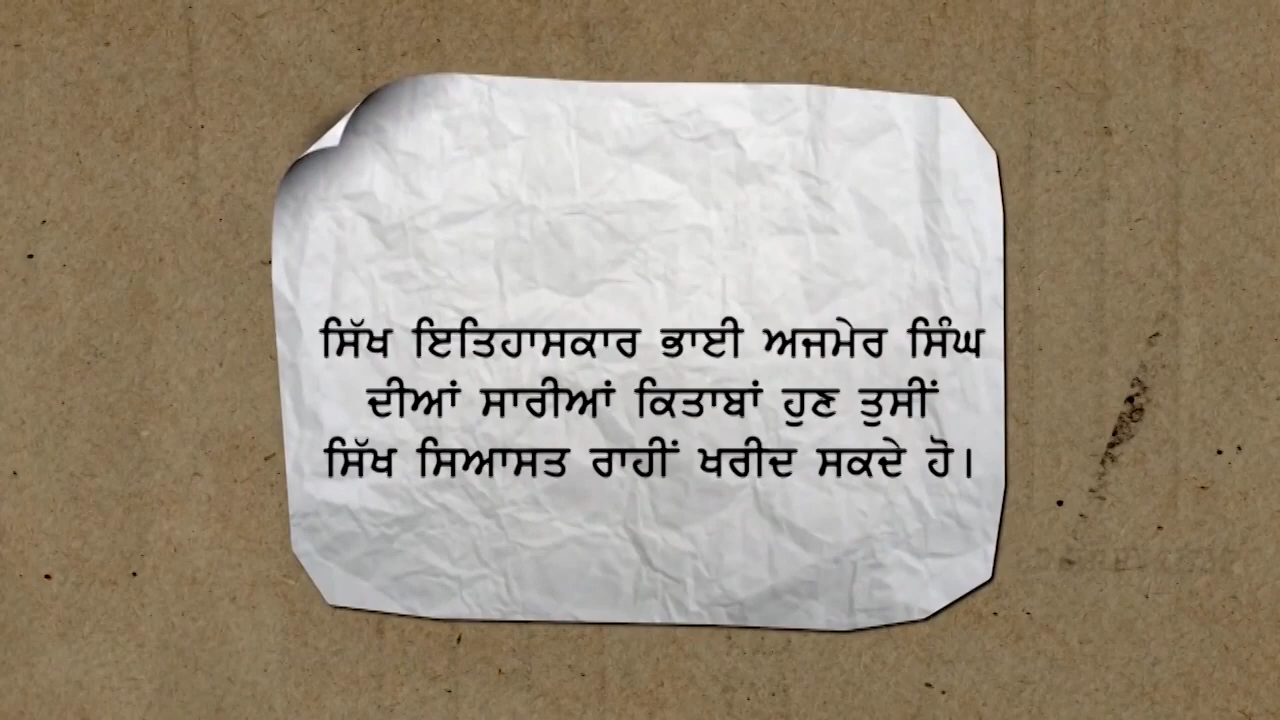 ਸਿੱਖ ਇਤਿਹਾਸਕਾਰ ਭਾਈ ਅਜਮੇਰ ਸਿੰਘ
ਦੀਆਂ ਸਾਰੀਆਂ ਕਿਤਾਬਾਂ ਹੁਣ ਤੁਸੀਂ
ਸਿੱਖ ਸਿਆਸਤ ਰਾਹੀਂ ਖਰੀਦ ਸਕਦੇ ਹੋ।